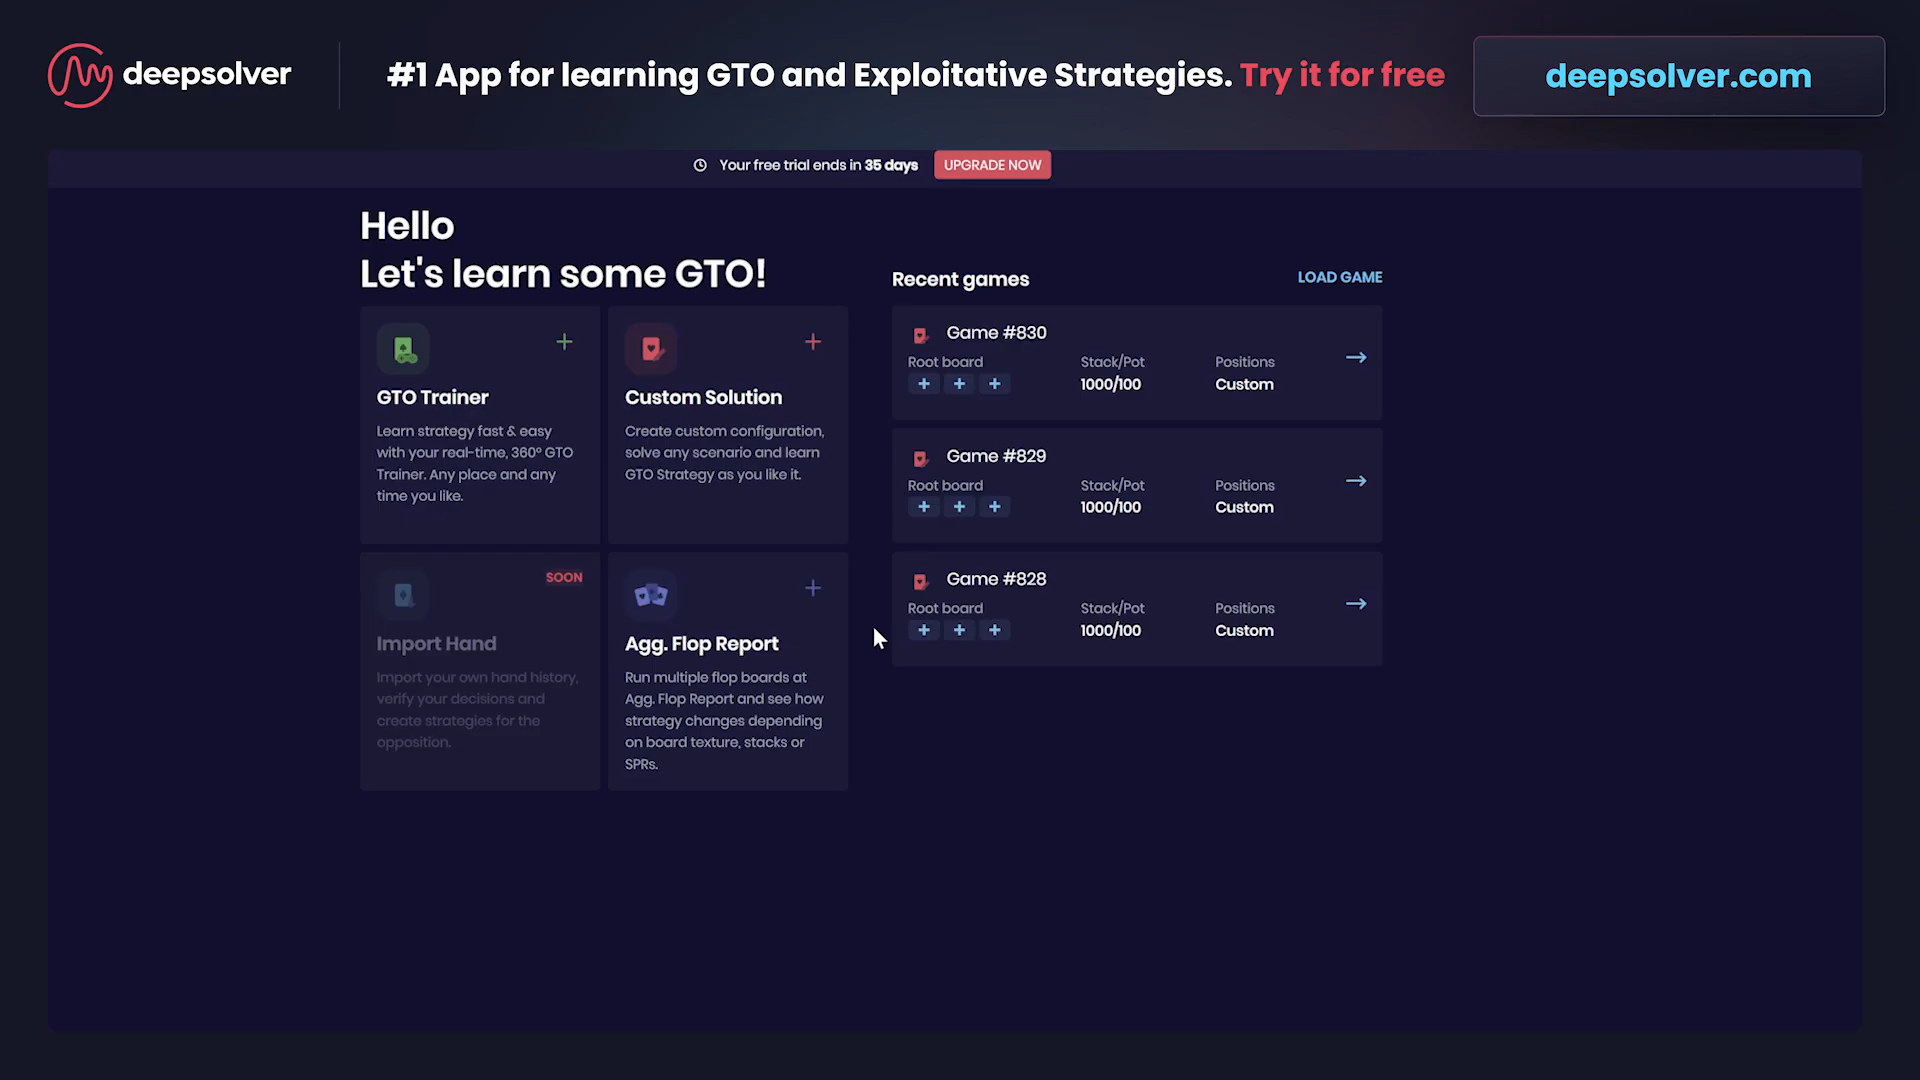 deepsolver
#1 App for learning GTO and Exploitative Strategies. Try it for free
deepsolver.com
Your free trial ends in 35 days
UPGRADE NOW
Hello
Let's learn some GTO!
GTO Trainer
Learn strategy fast & easy
with your real-time, 360° GTO
Trainer. Any place and any
time you like.
Custom Solution
Create custom configuration,
solve any scenario and learn
GTO Strategy as you like it.
SOON
Import Hand
Import your own hand history,
verify your decisions and
create strategies for the
opposition.
Agg. Flop Report
Run multiple flop boards at
Agg. Flop Report and see how
strategy changes depending
on board texture, stacks or
SPRs.
Recent games
LOAD GAME
Game #830
Root board
Stack/Pot
1000/100
Positions
Custom
Game #829
Root board
Stack/Pot
1000/100
Positions
Custom
Game #828
Root board
Stack/Pot
1000/100
Positions
Custom